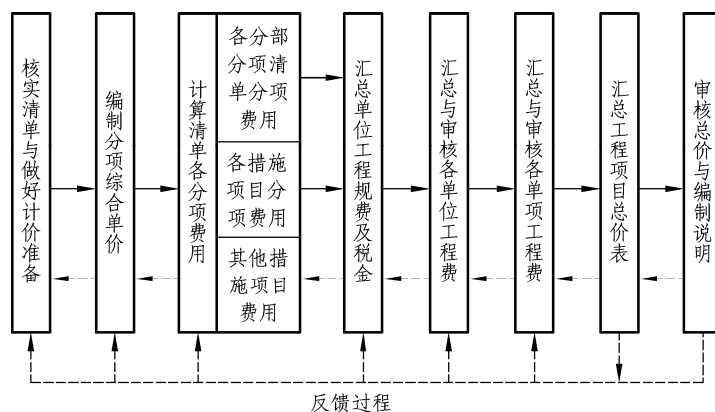 核实清单与做好计价准备
编制分项综合单价
计算清单各分项费用
各分部
分项清
单分项
费用
各措施
项目分
项费用
其他措
施项目
费用
汇总单位工程规费及税金
汇总与审核各单位工程费
汇总与审核各单项工程费
汇总工程项目总价表
审核总价与编制说明
反馈过程